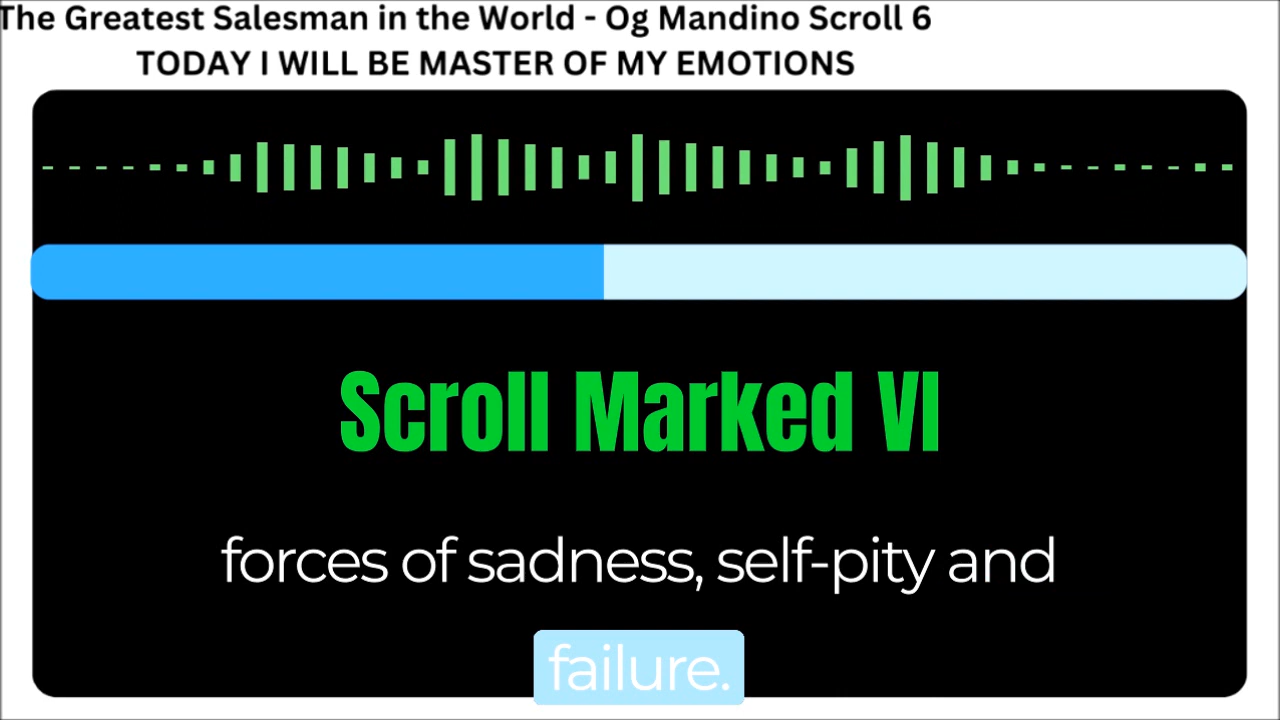 The Greatest Salesman in the World - Og Mandino Scroll 6
TODAY I WILL BE MASTER OF MY EMOTIONS
Scroll Marked VI
forces of sadness, self-pity and
failure.